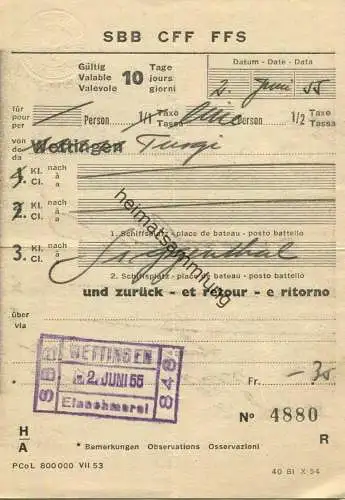 SBB CFF FFS
Gültig Tage
Valable 10 jours
Valevole giorni
Datum - Date - Data
2. Juni 55
für
pour
per
Person 1/1 Taxe Tassa
eine Person 1/2 Taxe Tassa
von
de
da
Wettingen Turgi
1. Kl. nach
Cl. à
a
2. Kl. nach
Cl. à
a
1. Schiffsplatz - place de bateau - posto battello
3. Kl. nach
Cl. à
a
Siggenthal
2. Schiffsplatz - place de bateau - posto battello
und zurück - et retour - e ritorno
über
via
SBB
WETTINGEN
2. JUNI 55
Einnehmerei
849
* Fr. -35
No 4880
H/A
R
* Bemerkungen Observations Osservazioni
PCoL 800000 VII 53
40 Bl X 54
heimatsammlung